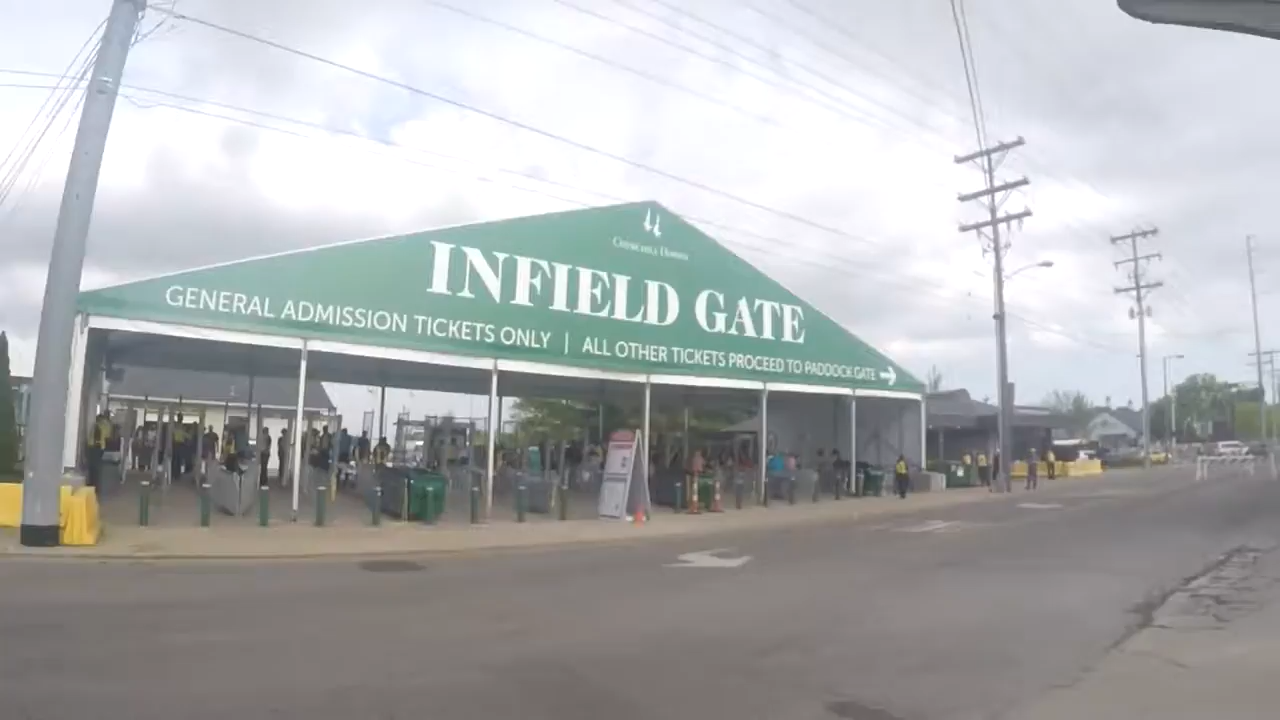 CHURCHILL DOWNS
INFIELD GATE
GENERAL ADMISSION TICKETS ONLY | ALL OTHER TICKETS PROCEED TO PADDOCK GATE →